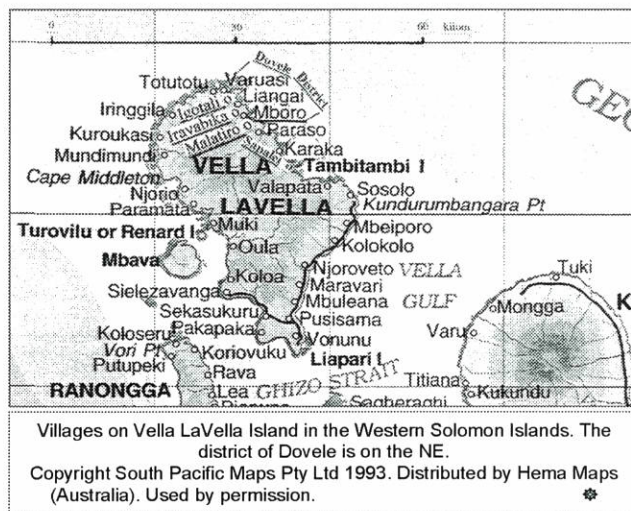 0 30 60 kilom.
GEO
Dovele District
Totutotu Varuasi
Liangai
Iringgila Igotali Mboro
Iravabika
Kuroukasi Malatiro Paraso
Karaka
Mundimundi
VELLA Tambitambi I
Cape Middleton
Valapata Sosolo
Njorio
LAVELLA Kundurumbangara Pt
Paramata
Muki Mbeiporo
Turovilu or Renard I
Oula Kolokolo
Mbava
Njoroveto VELLA Tuki
Koloa
Maravari
Sielezavanga
Mbuleana GULF Mongga K
Sekasukuru
Pusisama
Koloseru Pakapaka Varu
Vori Pt Vonunu
Koriovuku Liapari I
Putupeki
Rava Titiana
RANONGGA Lea GHIZO STRAIT Kukundu
Villages on Vella LaVella Island in the Western Solomon Islands. The
district of Dovele is on the NE.
Copyright South Pacific Maps Pty Ltd 1993. Distributed by Hema Maps
(Australia). Used by permission.